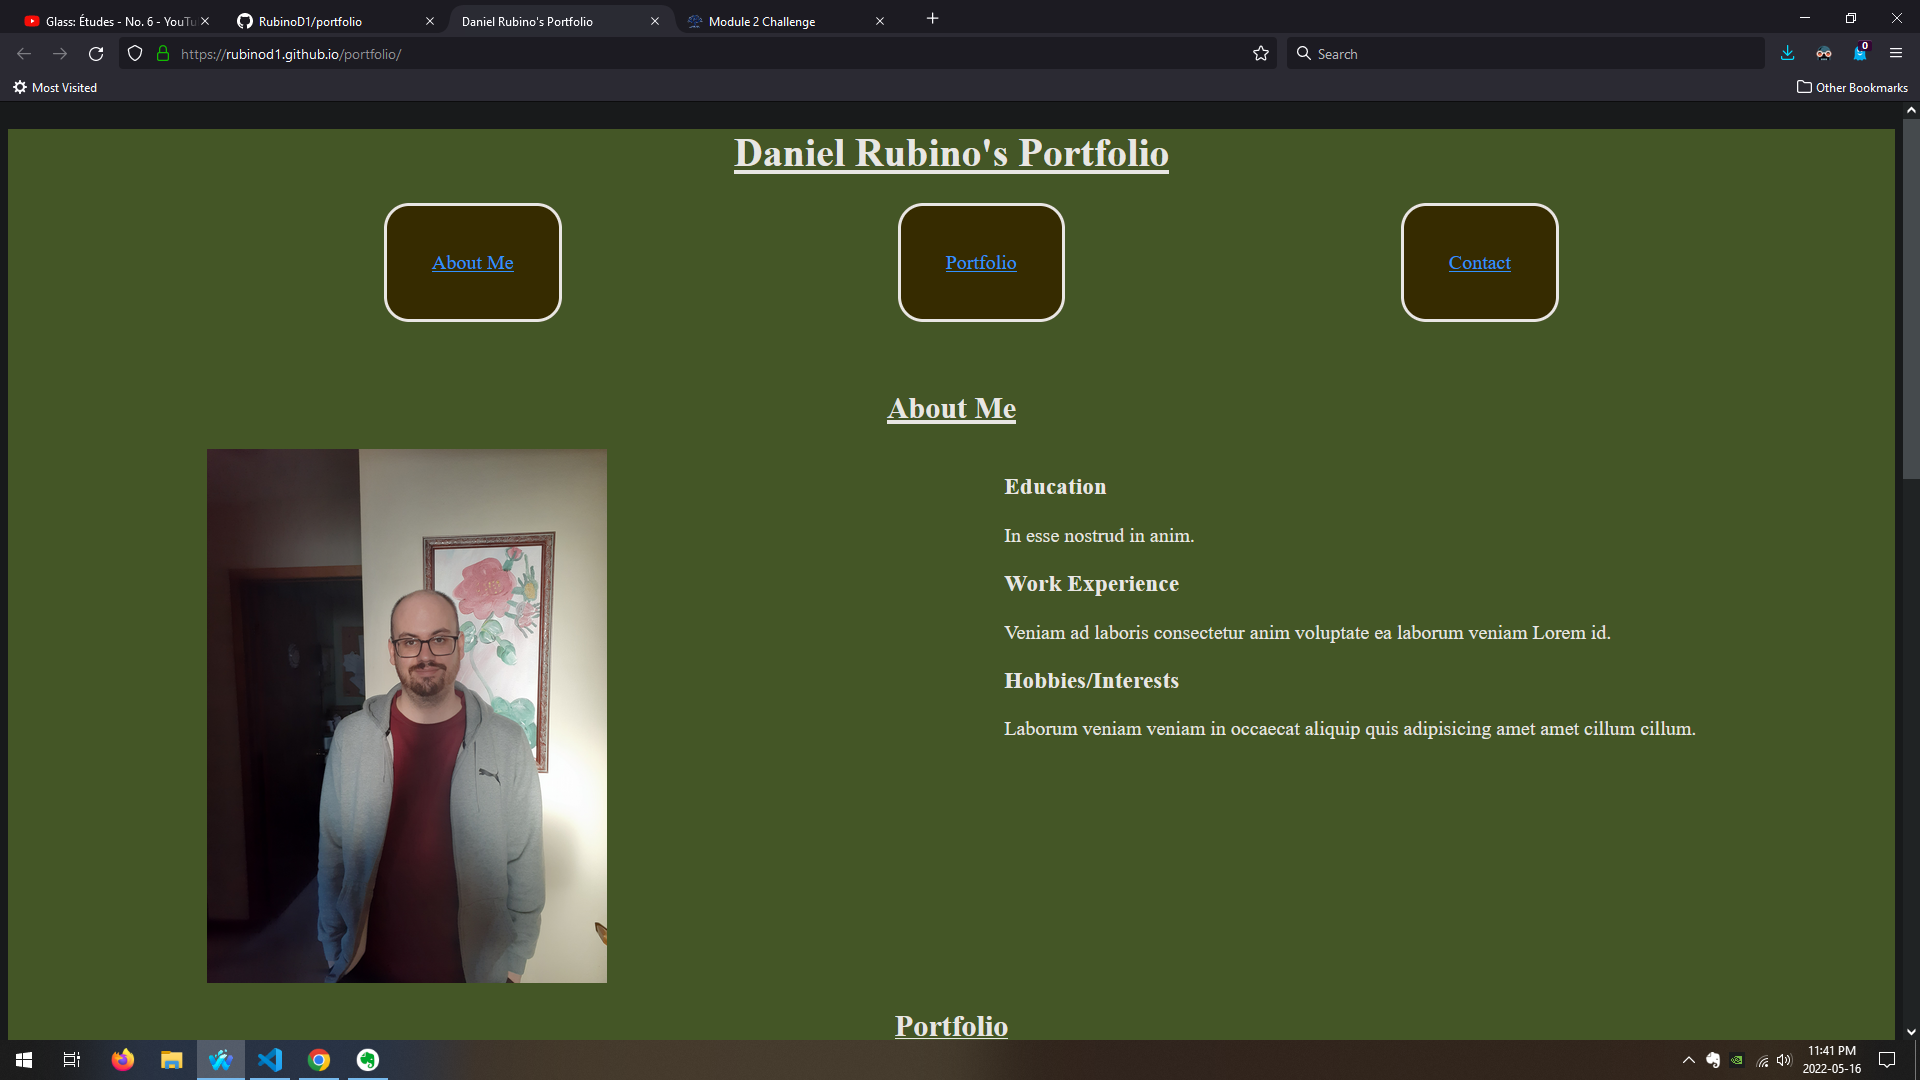 Glass: Études - No. 6 - YouTu
RubinoD1/portfolio
Daniel Rubino's Portfolio
Module 2 Challenge
https://rubinod1.github.io/portfolio/
Search
0
Most Visited
Other Bookmarks
Daniel Rubino's Portfolio
About Me
Portfolio
Contact
About Me
Education
In esse nostrud in anim.
Work Experience
Veniam ad laboris consectetur anim voluptate ea laborum veniam Lorem id.
Hobbies/Interests
Laborum veniam veniam in occaecat aliquip quis adipisicing amet amet cillum cillum.
Portfolio
11:41 PM
2022-05-16